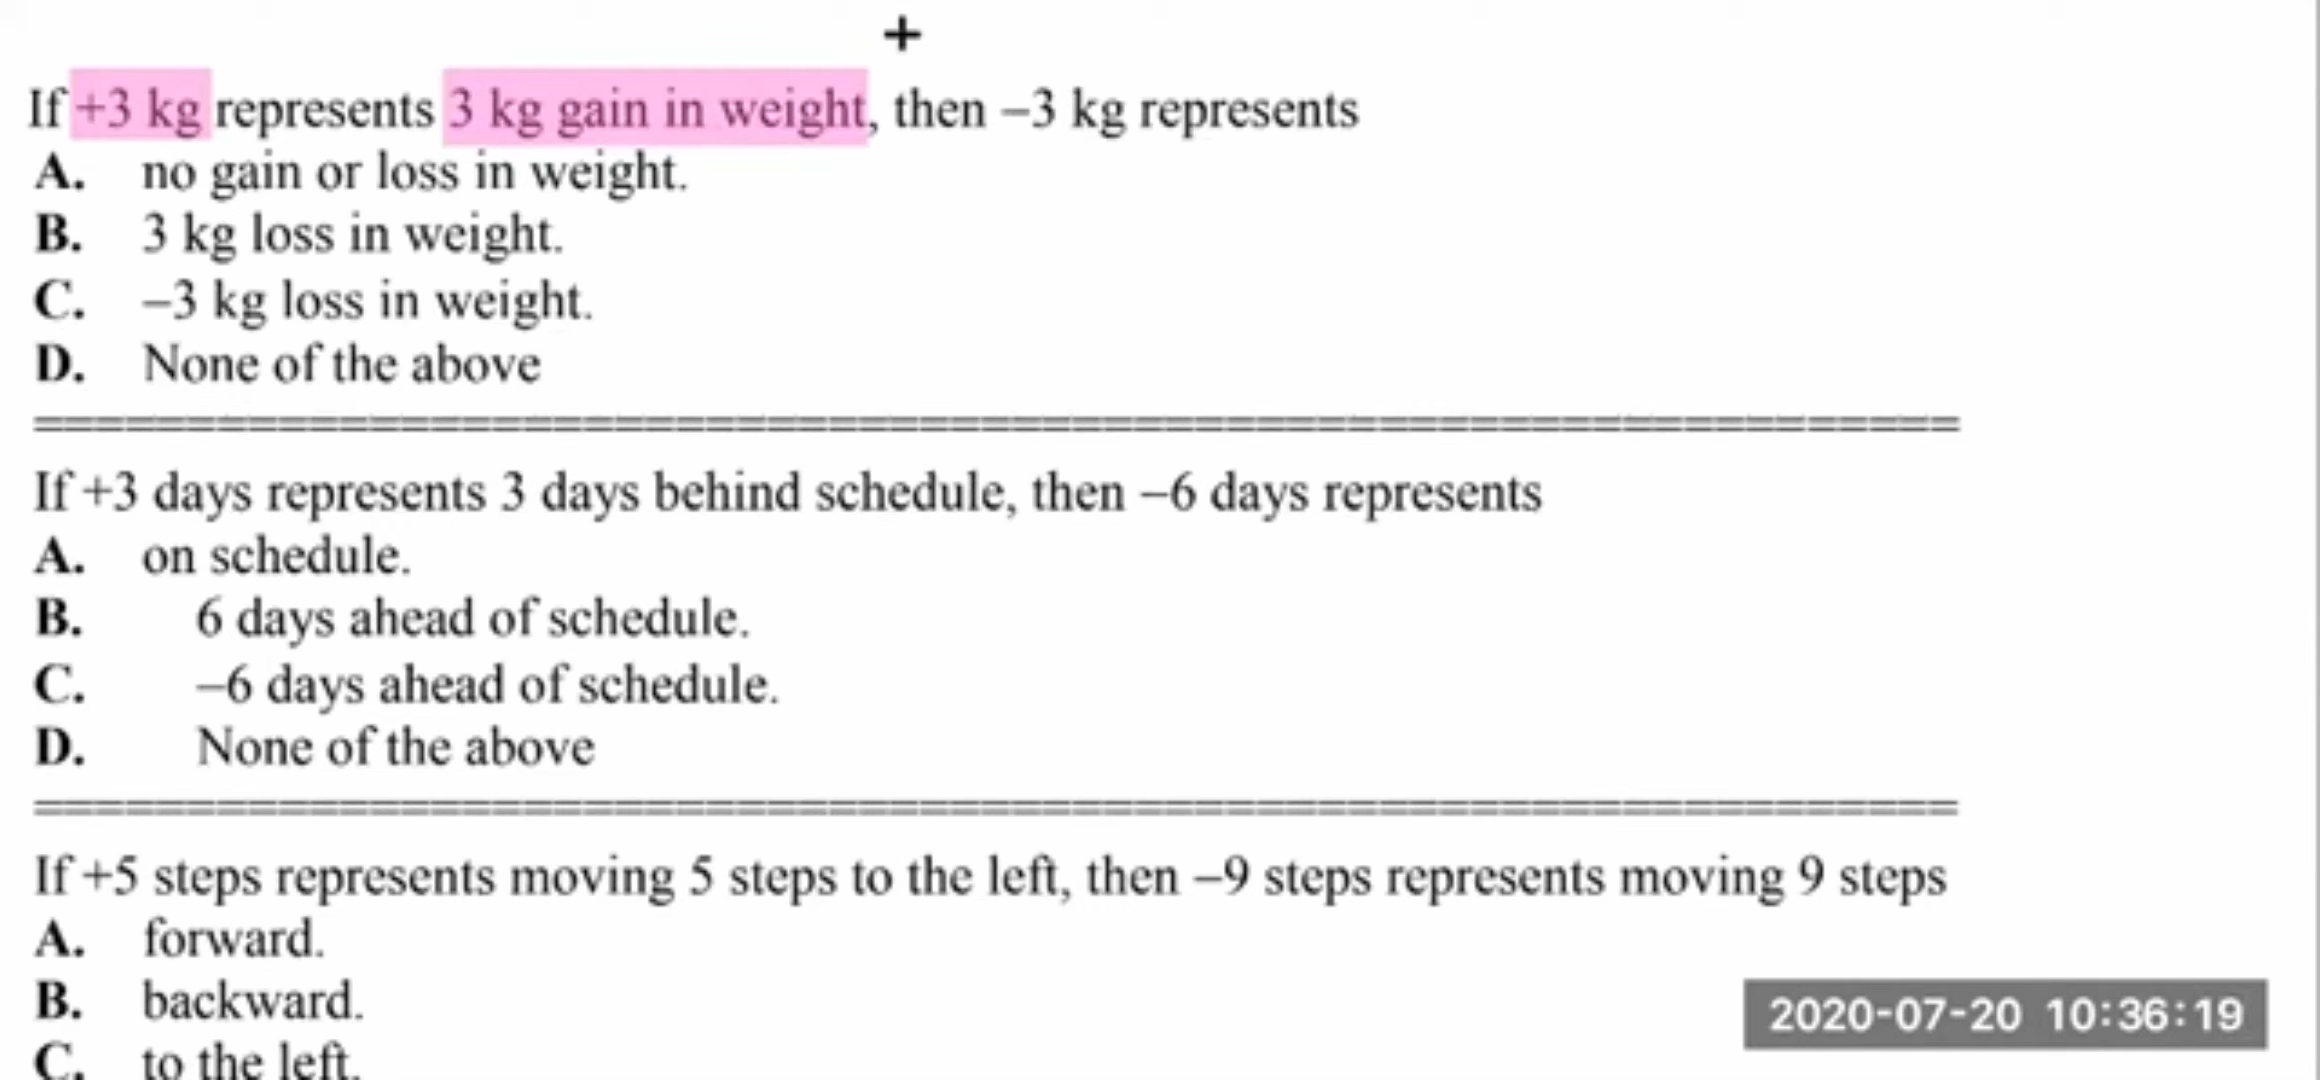 If +3 kg represents 3 kg gain in weight, then −3 kg represents
A. no gain or loss in weight.
B. 3 kg loss in weight.
C. −3 kg loss in weight.
D. None of the above
If +3 days represents 3 days behind schedule, then −6 days represents
A. on schedule.
B. 6 days ahead of schedule.
C. −6 days ahead of schedule.
D. None of the above
If +5 steps represents moving 5 steps to the left, then −9 steps represents moving 9 steps
A. forward.
B. backward.
C. to the left.
2020-07-20 10:36:19